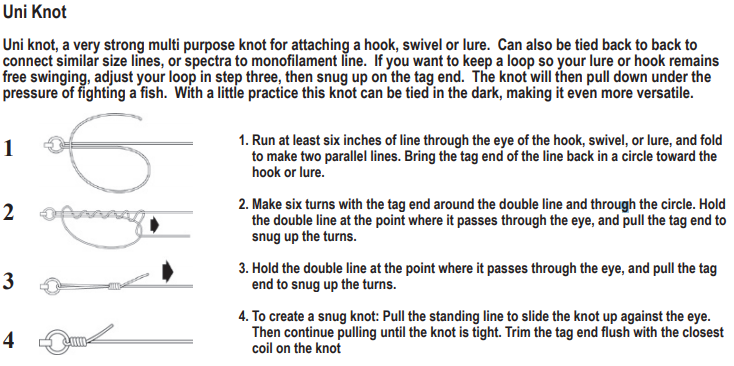 Uni Knot
Uni knot, a very strong multi purpose knot for attaching a hook, swivel or lure.  Can also be tied back to back to
connect similar size lines, or spectra to monofilament line.  If you want to keep a loop so your lure or hook remains
free swinging, adjust your loop in step three, then snug up on the tag end.  The knot will then pull down under the
pressure of fighting a fish.  With a little practice this knot can be tied in the dark, making it even more versatile.
1
1. Run at least six inches of line through the eye of the hook, swivel, or lure, and fold
to make two parallel lines. Bring the tag end of the line back in a circle toward the
hook or lure.
2
2. Make six turns with the tag end around the double line and through the circle. Hold
the double line at the point where it passes through the eye, and pull the tag end to
snug up the turns.
3
3. Hold the double line at the point where it passes through the eye, and pull the tag
end to snug up the turns.
4
4. To create a snug knot: Pull the standing line to slide the knot up against the eye.
Then continue pulling until the knot is tight. Trim the tag end flush with the closest
coil on the knot